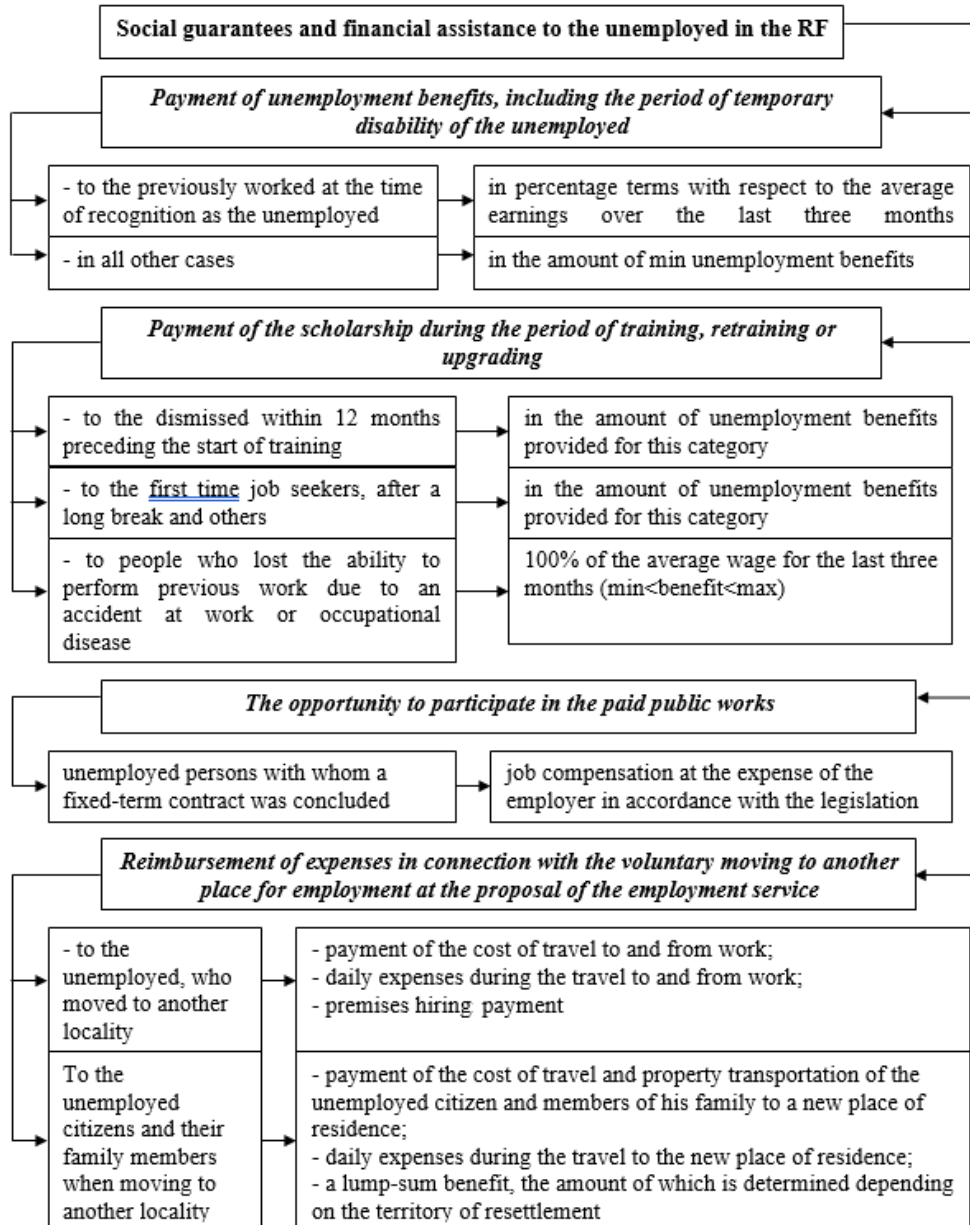 Social guarantees and financial assistance to the unemployed in the RF
Payment of unemployment benefits, including the period of temporary
disability of the unemployed
- to the previously worked at the time
of recognition as the unemployed
in percentage terms with respect to the average
earnings over the last three months
- in all other cases
in the amount of min unemployment benefits
Payment of the scholarship during the period of training, retraining or
upgrading
- to the dismissed within 12 months
preceding the start of training
in the amount of unemployment benefits
provided for this category
- to the first time job seekers, after a
long break and others
in the amount of unemployment benefits
provided for this category
- to people who lost the ability to
perform previous work due to an
accident at work or occupational
disease
100% of the average wage for the last three
months (min<benefit<max)
The opportunity to participate in the paid public works
unemployed persons with whom a
fixed-term contract was concluded
job compensation at the expense of the
employer in accordance with the legislation
Reimbursement of expenses in connection with the voluntary moving to another
place for employment at the proposal of the employment service
- to the
unemployed, who
moved to another
locality
- payment of the cost of travel to and from work;
- daily expenses during the travel to and from work;
- premises hiring payment
To the
unemployed
citizens and their
family members
when moving to
another locality
- payment of the cost of travel and property transportation of the
unemployed citizen and members of his family to a new place of
residence;
- daily expenses during the travel to the new place of residence;
- a lump-sum benefit, the amount of which is determined depending
on the territory of resettlement